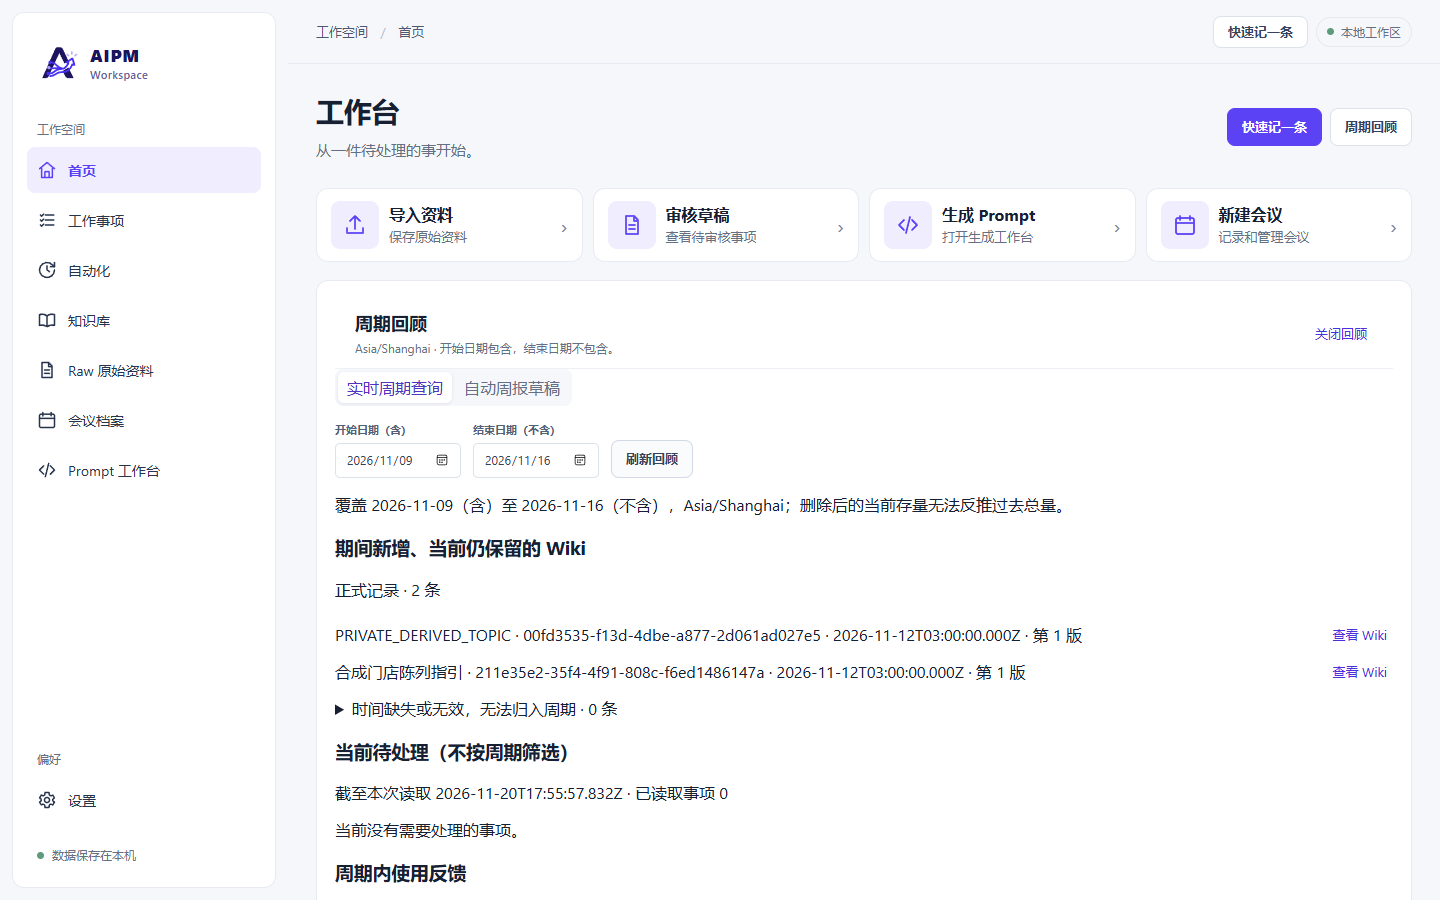 AIPM
Workspace
工作空间
首页
工作事项
自动化
知识库
Raw 原始资料
会议档案
Prompt 工作台
偏好
设置
数据保存在本机
工作空间 / 首页
快速记一条
本地工作区
工作台
从一件待处理的事开始。
快速记一条
周期回顾
导入资料
保存原始资料
审核草稿
查看待审核事项
生成 Prompt
打开生成工作台
新建会议
记录和管理会议
周期回顾
Asia/Shanghai · 开始日期包含，结束日期不包含。
关闭回顾
实时周期查询
自动周报草稿
开始日期（含）
结束日期（不含）
2026/11/09
2026/11/16
刷新回顾
覆盖 2026-11-09（含）至 2026-11-16（不含），Asia/Shanghai；删除后的当前存量无法反推过去总量。
期间新增、当前仍保留的 Wiki
正式记录 · 2 条
PRIVATE_DERIVED_TOPIC · 00fd3535-f13d-4dbe-a877-2d061ad027e5 · 2026-11-12T03:00:00.000Z · 第 1 版
查看 Wiki
合成门店陈列指引 · 211e35e2-35f4-4f91-808c-f6ed1486147a · 2026-11-12T03:00:00.000Z · 第 1 版
查看 Wiki
时间缺失或无效，无法归入周期 · 0 条
当前待处理（不按周期筛选）
截至本次读取 2026-11-20T17:55:57.832Z · 已读取事项 0
当前没有需要处理的事项。
周期内使用反馈